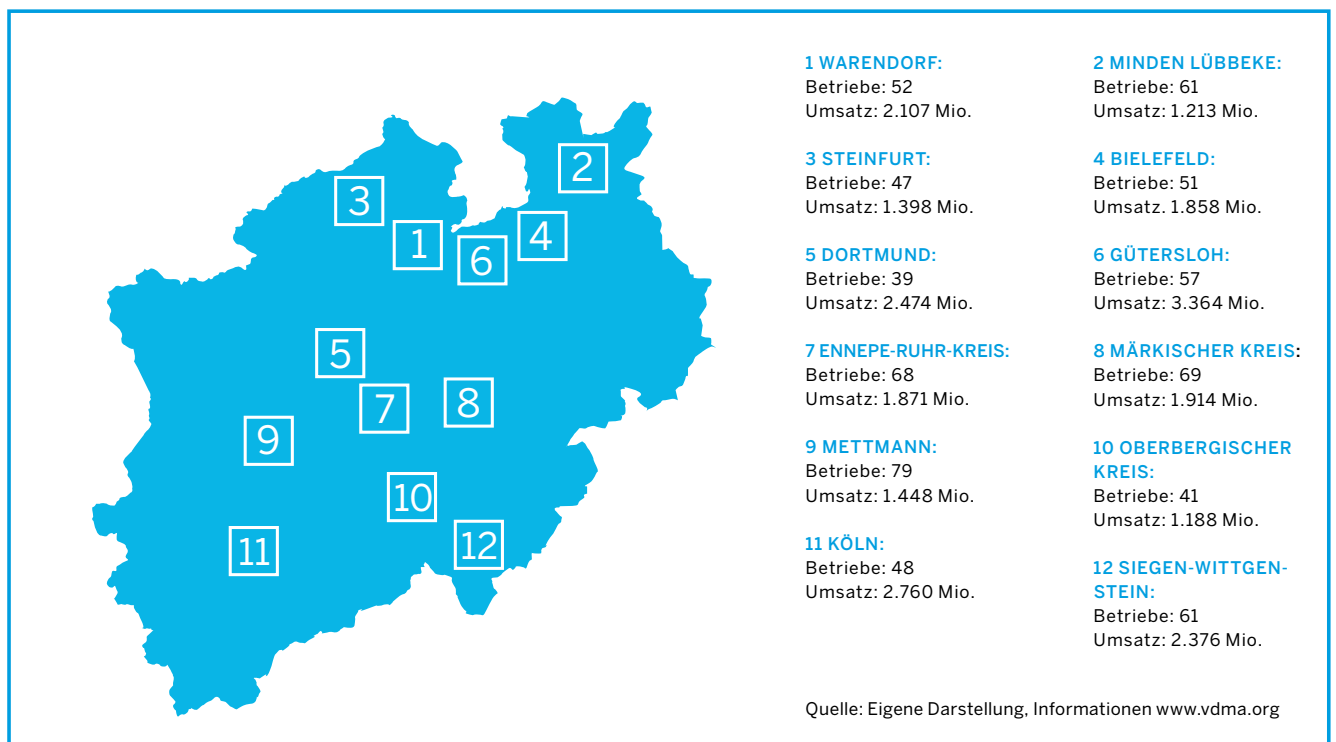 3
2
1
6
4
5
7
8
9
10
11
12
1 WARENDORF:
Betriebe: 52
Umsatz: 2.107 Mio.
2 MINDEN LÜBBEKE:
Betriebe: 61
Umsatz: 1.213 Mio.
3 STEINFURT:
Betriebe: 47
Umsatz: 1.398 Mio.
4 BIELEFELD:
Betriebe: 51
Umsatz. 1.858 Mio.
5 DORTMUND:
Betriebe: 39
Umsatz: 2.474 Mio.
6 GÜTERSLOH:
Betriebe: 57
Umsatz: 3.364 Mio.
7 ENNEPE-RUHR-KREIS:
Betriebe: 68
Umsatz: 1.871 Mio.
8 MÄRKISCHER KREIS:
Betriebe: 69
Umsatz: 1.914 Mio.
9 METTMANN:
Betriebe: 79
Umsatz: 1.448 Mio.
10 OBERBERGISCHER
KREIS:
Betriebe: 41
Umsatz: 1.188 Mio.
11 KÖLN:
Betriebe: 48
Umsatz: 2.760 Mio.
12 SIEGEN-WITTGEN-
STEIN:
Betriebe: 61
Umsatz: 2.376 Mio.
Quelle: Eigene Darstellung, Informationen www.vdma.org